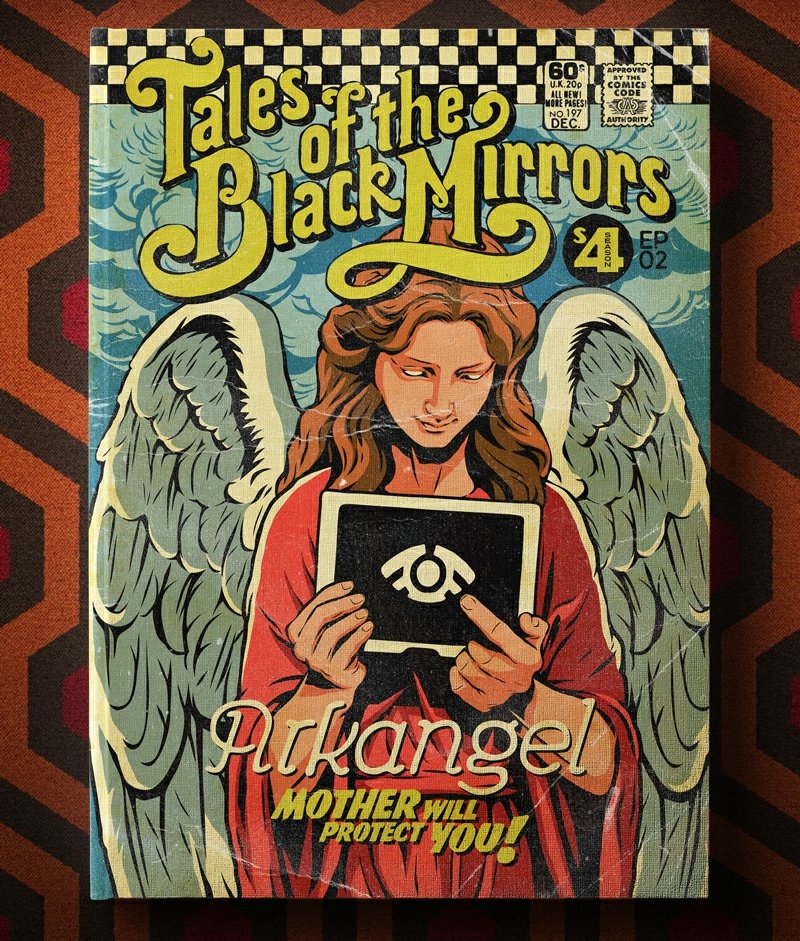 Tales
of the
Black Mirrors
60¢
U.K. 20p
ALL NEW!
MORE PAGES!
NO 197
DEC.
APPROVED
BY THE
COMICS
CODE
AUTHORITY
S4
SEASON
EP
02
Arkangel
MOTHER WILL
PROTECT YOU!